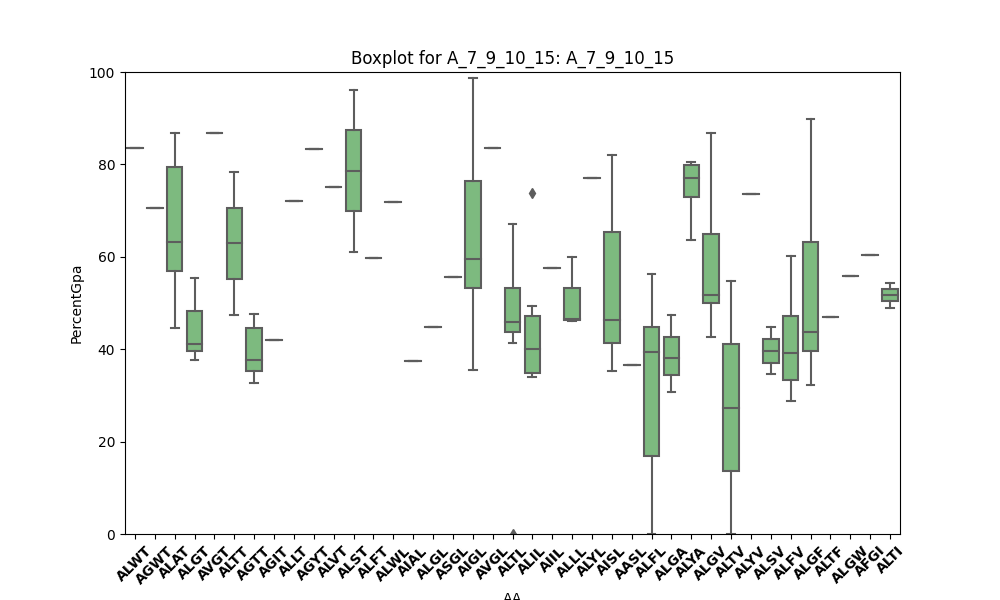 Boxplot for A_7_9_10_15: A_7_9_10_15
100
80
60
40
20
0
PercentGpa
ALWT
AGWT
ALAT
ALGT
AVGT
ALTT
AGTT
AGIT
ALIT
AGYT
ALVT
ALST
ALFT
ALWL
AIAL
ALGL
ASGL
AIGL
AVGL
ALTL
ALIL
AIIL
ALLL
ALYL
AISL
AASL
ALFL
ALGA
ALYA
ALGV
ALTV
ALYV
ALSV
ALFV
ALGF
ALTF
ALGW
AFGI
ALTI
AA